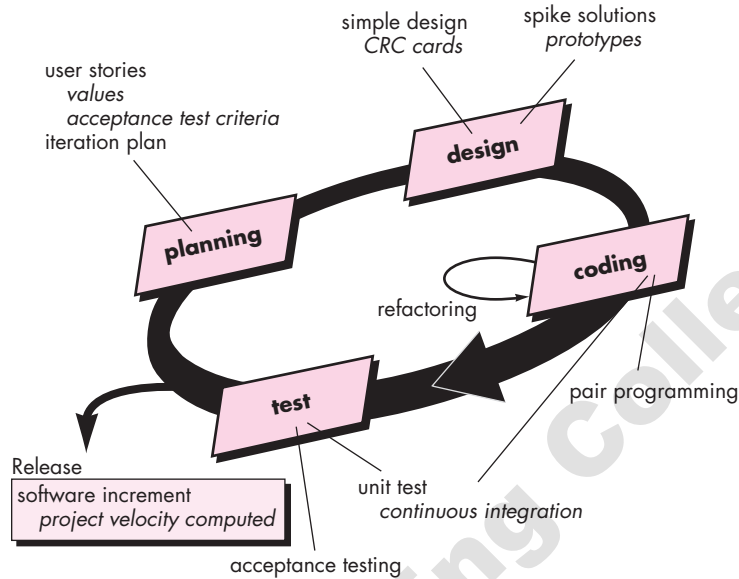 simple design
CRC cards
spike solutions
prototypes
user stories
values
acceptance test criteria
iteration plan
design
planning
coding
refactoring
test
pair programming
Release
software increment
project velocity computed
unit test
continuous integration
acceptance testing